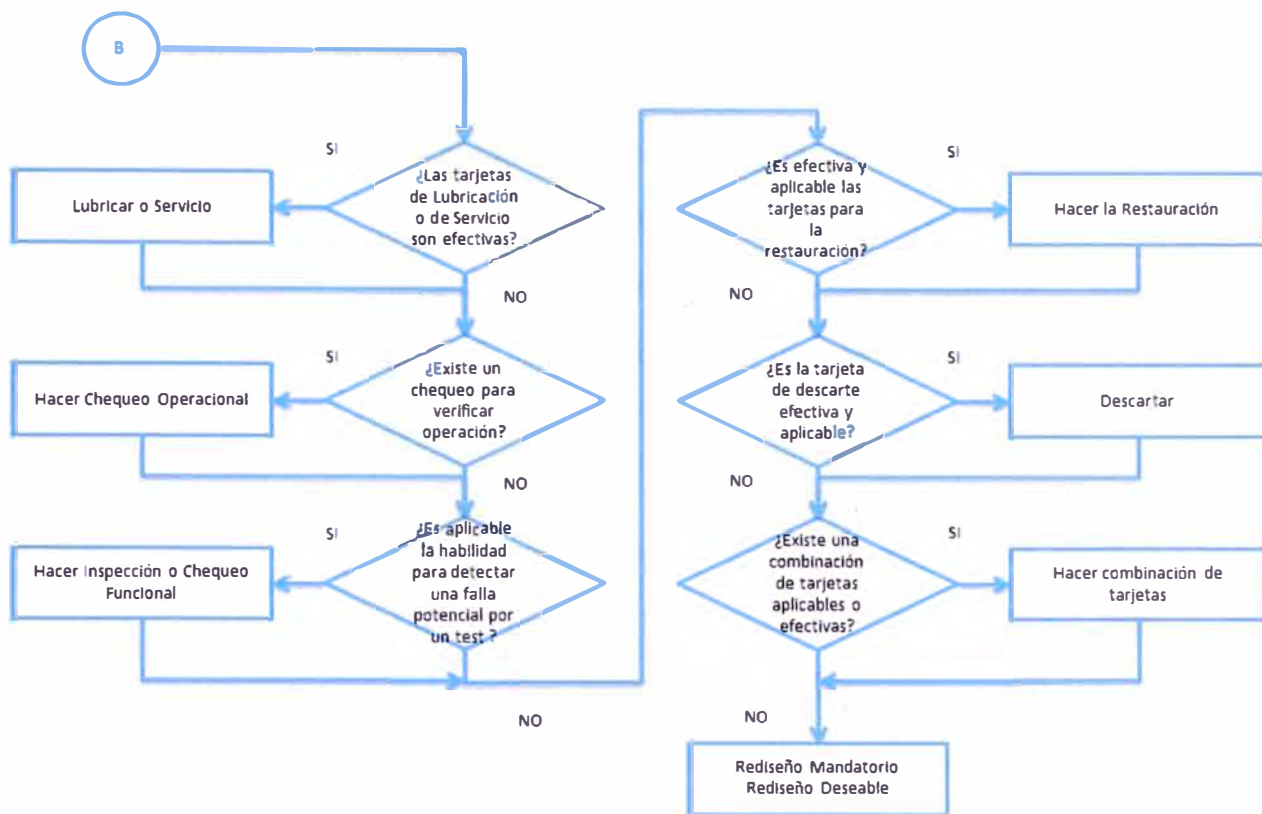 B
SI
¿Las tarjetas
de Lubricación
o de Servicio
son efectivas?
Lubricar o Servicio
NO
SI
¿Existe un
chequeo para
verificar
operación?
Hacer Chequeo Operacional
NO
SI
¿Es aplicable
la habilidad
para detectar
una falla
potencial por
un test ?
Hacer Inspección o Chequeo
Funcional
NO
¿Es efectiva y
aplicable las
tarjetas para
la
restauración?
SI
Hacer la Restauración
NO
¿Es la tarjeta
de descarte
efectiva y
aplicable?
SI
Descartar
NO
¿Existe una
combinación
de tarjetas
aplicables o
efectivas?
SI
Hacer combinación de
tarjetas
NO
Rediseño Mandatorio
Rediseño Deseable